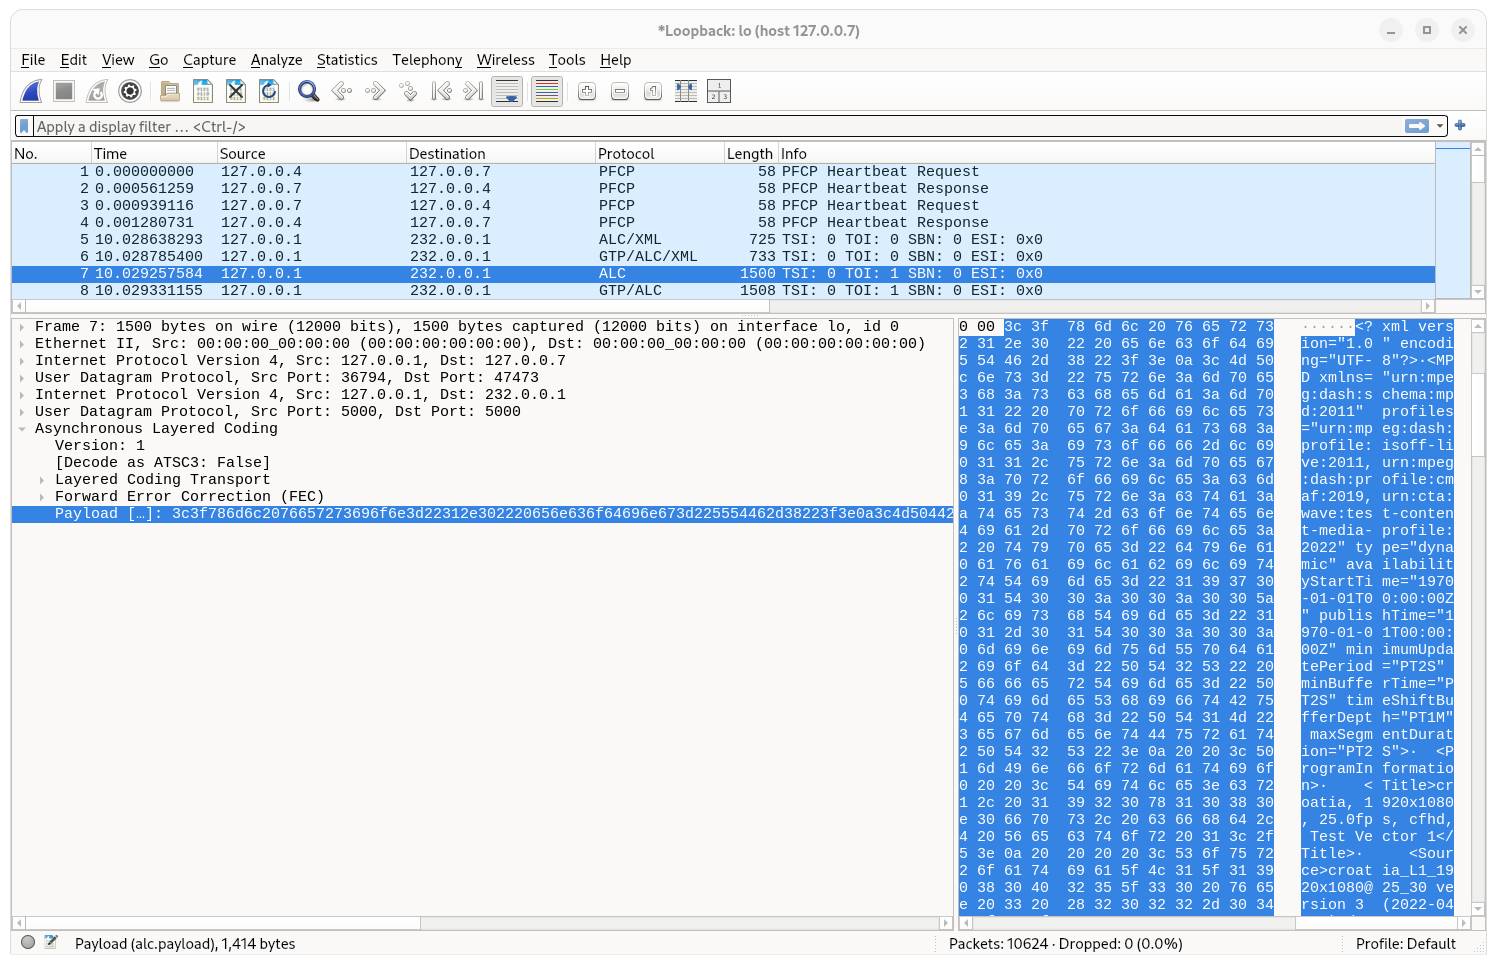 *Loopback: lo (host 127.0.0.7)
File Edit View Go Capture Analyze Statistics Telephony Wireless Tools Help
Apply a display filter … <Ctrl-/>
No. Time Source Destination Protocol Length Info
1 0.000000000 127.0.0.4 127.0.0.7 PFCP 58 PFCP Heartbeat Request
2 0.000561259 127.0.0.7 127.0.0.4 PFCP 58 PFCP Heartbeat Response
3 0.000939116 127.0.0.7 127.0.0.4 PFCP 58 PFCP Heartbeat Request
4 0.001280731 127.0.0.4 127.0.0.7 PFCP 58 PFCP Heartbeat Response
5 10.028638293 127.0.0.1 232.0.0.1 ALC/XML 725 TSI: 0 TOI: 0 SBN: 0 ESI: 0x0
6 10.028785400 127.0.0.1 232.0.0.1 GTP/ALC/XML 733 TSI: 0 TOI: 0 SBN: 0 ESI: 0x0
7 10.029257584 127.0.0.1 232.0.0.1 ALC 1500 TSI: 0 TOI: 1 SBN: 0 ESI: 0x0
8 10.029331155 127.0.0.1 232.0.0.1 GTP/ALC 1508 TSI: 0 TOI: 1 SBN: 0 ESI: 0x0
Frame 7: 1500 bytes on wire (12000 bits), 1500 bytes captured (12000 bits) on interface lo, id 0
Ethernet II, Src: 00:00:00_00:00:00 (00:00:00:00:00:00), Dst: 00:00:00_00:00:00 (00:00:00:00:00:00)
Internet Protocol Version 4, Src: 127.0.0.1, Dst: 127.0.0.7
User Datagram Protocol, Src Port: 36794, Dst Port: 47473
Internet Protocol Version 4, Src: 127.0.0.1, Dst: 232.0.0.1
User Datagram Protocol, Src Port: 5000, Dst Port: 5000
Asynchronous Layered Coding
Version: 1
[Decode as ATSC3: False]
Layered Coding Transport
Forward Error Correction (FEC)
Payload […]: 3c3f786d6c2076657273696f6e3d22312e302220656e636f64696e673d225554462d38223f3e0a3c4d50442
0 00 3c 3f 78 6d 6c 20 76 65 72 73 ······<? xml vers
2 31 2e 30 22 20 65 6e 63 6f 64 69 ion="1.0 " encodi
5 54 46 2d 38 22 3f 3e 0a 3c 4d 50 ng="UTF- 8"?>·<MP
c 6e 73 3d 22 75 72 6e 3a 6d 70 65 D xmlns= "urn:mpe
3 68 3a 73 63 68 65 6d 61 3a 6d 70 g:dash:s chema:mp
1 31 22 20 70 72 6f 66 69 6c 65 73 d:2011" profiles
e 3a 6d 70 65 67 3a 64 61 73 68 3a ="urn:mp eg:dash:
9 6c 65 3a 69 73 6f 66 66 2d 6c 69 profile: isoff-li
0 31 31 2c 75 72 6e 3a 6d 70 65 67 ve:2011, urn:mpeg
8 3a 70 72 6f 66 69 6c 65 3a 63 6d :dash:pr ofile:cm
0 31 39 2c 75 72 6e 3a 63 74 61 3a af:2019, urn:cta:
a 74 65 73 74 2d 63 6f 6e 74 65 6e wave:tes t-conten
4 69 61 2d 70 72 6f 66 69 6c 65 3a t-media- profile:
2 20 74 79 70 65 3d 22 64 79 6e 61 2022" ty pe="dyna
0 61 76 61 69 6c 61 62 69 6c 69 74 mic" ava ilabilit
2 74 54 69 6d 65 3d 22 31 39 37 30 yStartTi me="1970
0 31 54 30 30 3a 30 30 3a 30 30 5a -01-01T0 0:00:00Z
2 6c 69 73 68 54 69 6d 65 3d 22 31 " publis hTime="1
0 31 2d 30 31 54 30 30 3a 30 30 3a 970-01-0 1T00:00:
0 6d 69 6e 69 6d 75 6d 55 70 64 61 00Z" min imumUpda
2 69 6f 64 3d 22 50 54 32 53 22 20 tePeriod ="PT2S"
5 66 66 65 72 54 69 6d 65 3d 22 50 minBuffe rTime="P
0 74 69 6d 65 53 68 69 66 74 42 75 T2S" tim eShiftBu
4 65 70 74 68 3d 22 50 54 31 4d 22 fferDept h="PT1M"
3 65 67 6d 65 6e 74 44 75 72 61 74 maxSegm entDurat
2 50 54 32 53 22 3e 0a 20 20 3c 50 ion="PT2 S">· <P
1 6d 49 6e 66 6f 72 6d 61 74 69 6f rogramIn formatio
0 20 20 3c 54 69 74 6c 65 3e 63 72 n>· < Title>cr
1 2c 20 31 39 32 30 78 31 30 38 30 oatia, 1 920x1080
e 30 66 70 73 2c 20 63 66 68 64 2c , 25.0fp s, cfhd,
4 20 56 65 63 74 6f 72 20 31 3c 2f Test Ve ctor 1</
5 3e 0a 20 20 20 20 3c 53 6f 75 72 Title>· <Sour
2 6f 61 74 69 61 5f 4c 31 5f 31 39 ce>croat ia_L1_19
0 38 30 40 32 35 5f 33 30 20 76 65 20x1080@ 25_30 ve
e 20 33 20 28 32 30 32 32 2d 30 34 rsion 3 (2022-04
Payload (alc.payload), 1,414 bytes
Packets: 10624 · Dropped: 0 (0.0%)
Profile: Default